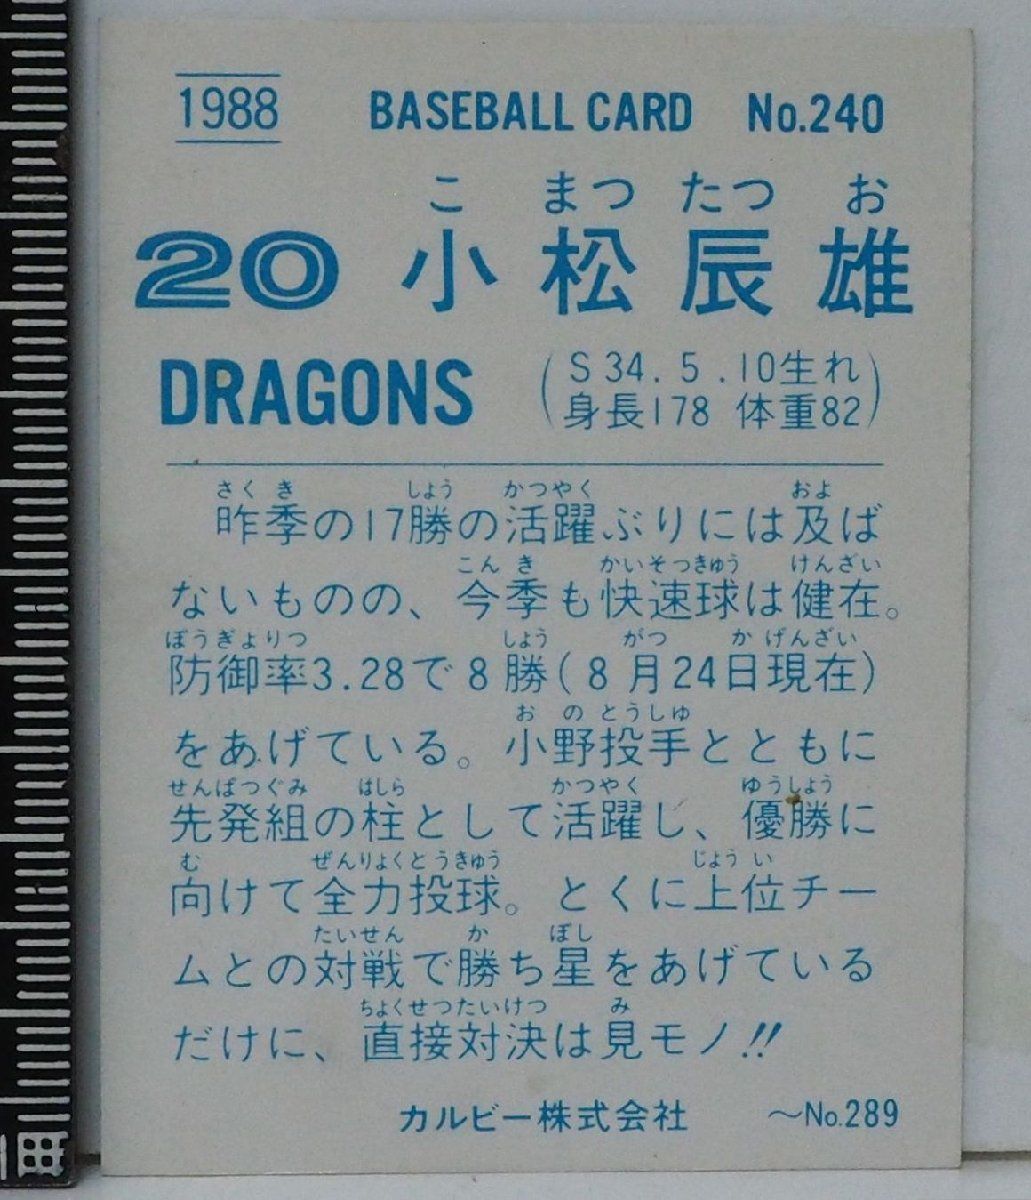 1988 BASEBALL CARD No.240
こ まつ たつ お
20 小松辰雄
DRAGONS
(S34.5.10生れ
身長178 体重82)
さくき しょう かつやく およ
昨季の17勝の活躍ぶりには及ば
こんき かいそっきゅう けんざい
ないものの、今季も快速球は健在。
ぼうぎょりつ しょう がつ か げんざい
防御率3.28で8勝(8月24日現在)
おのとうしゅ
をあげている。小野投手とともに
せんぱつぐみ はしら かつやく ゆうしょう
先発組の柱として活躍し、優勝に
む ぜんりょくとうきゅう じょうい
向けて全力投球。とくに上位チー
たいせん か ぼし
ムとの対戦で勝ち星をあげている
ちょくせつたいけつ み
だけに、直接対決は見モノ!!
カルビー株式会社 〜No.289